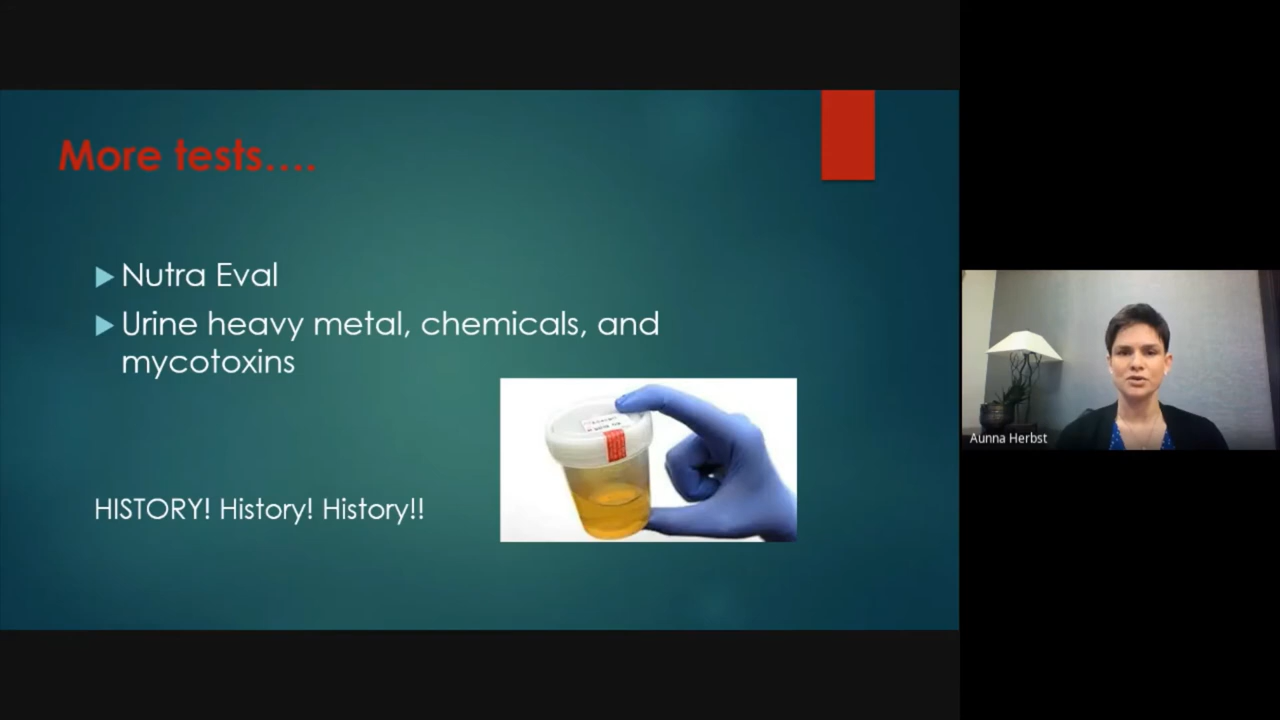 More tests....
Nutra Eval
Urine heavy metal, chemicals, and
mycotoxins
HISTORY! History! History!!
Aunna Herbst